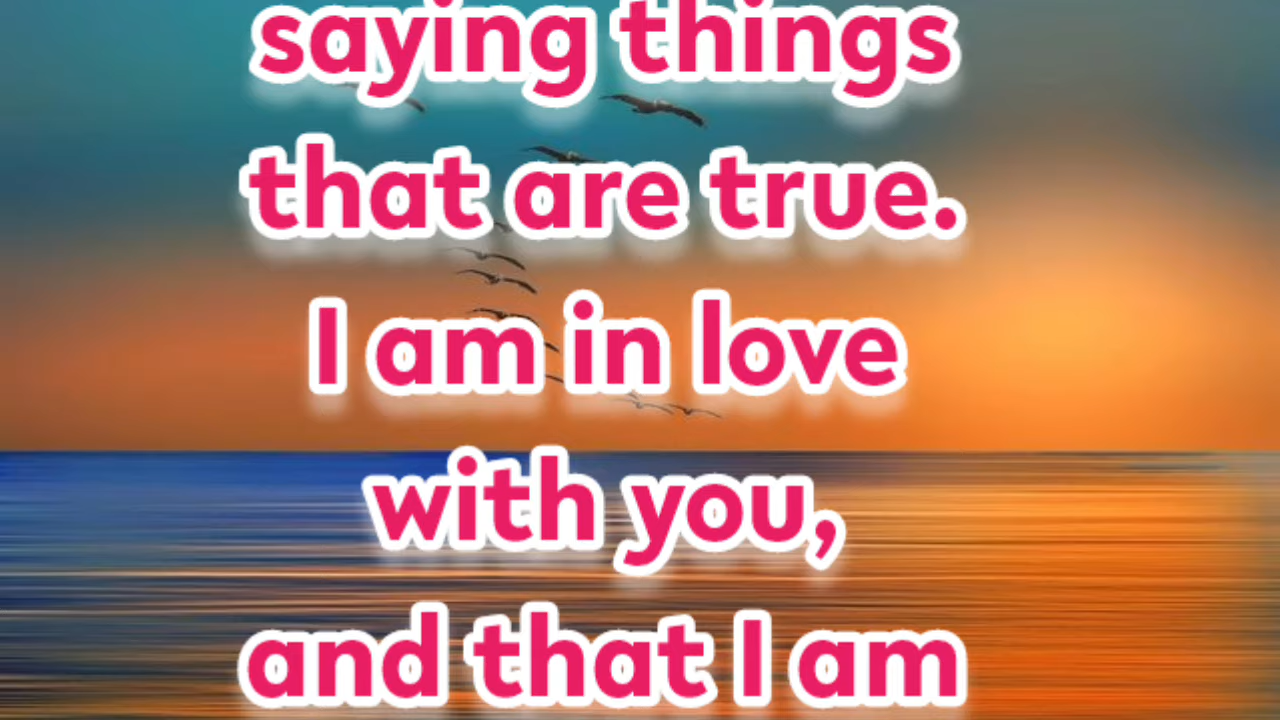 saying things
that are true.
I am in love
with you,
and that I am